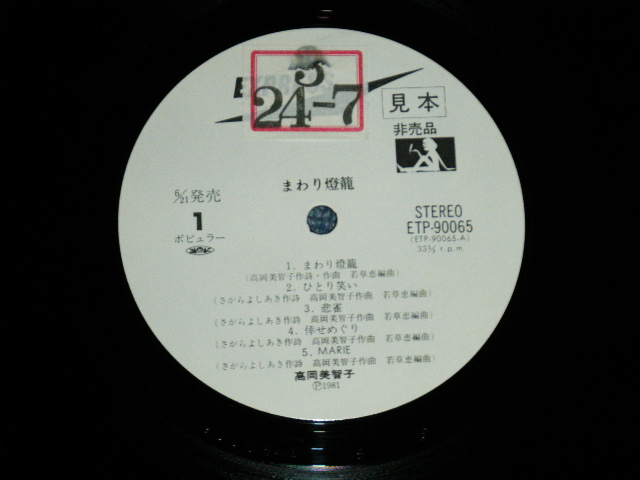 24-7
見本
非売品
まわり燈籠
6/21発売
1
ポピュラー
STEREO
ETP-90065
(ETP-90065-A)
33⅓ r.p.m.
1. まわり燈籠
(高岡美智子作詩・作曲 若草恵編曲)
2. ひとり笑い
(さがらよしあき作詩 高岡美智子作曲 若草恵編曲)
3. 悲雀
(さがらよしあき作詩 高岡美智子作曲 若草恵編曲)
4. 倖せめぐり
(さがらよしあき作詩 高岡美智子作曲 若草恵編曲)
5. MARIE
(さがらよしあき作詩 高岡美智子作曲 若草恵編曲)
高岡美智子
Ⓟ1981